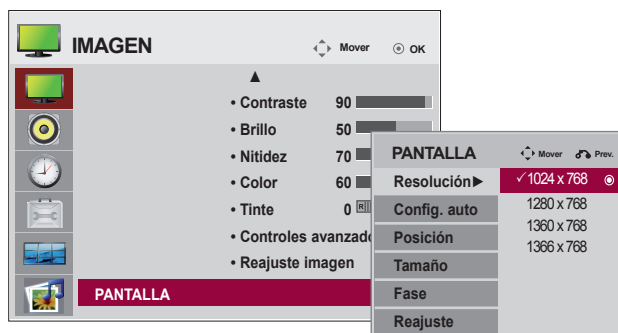 IMAGEN
Mover
OK
• Contraste 90
• Brillo 50
• Nitidez 70
• Color 60
• Tinte 0 R
• Controles
• Reajuste imagen
PANTALLA
PANTALLA
Mover
Prev.
Resolución►
✓1024 x 768
1280 x 768
1360 x 768
1366 x 768
Config. auto
Posición
Tamaño
Fase
Reajuste